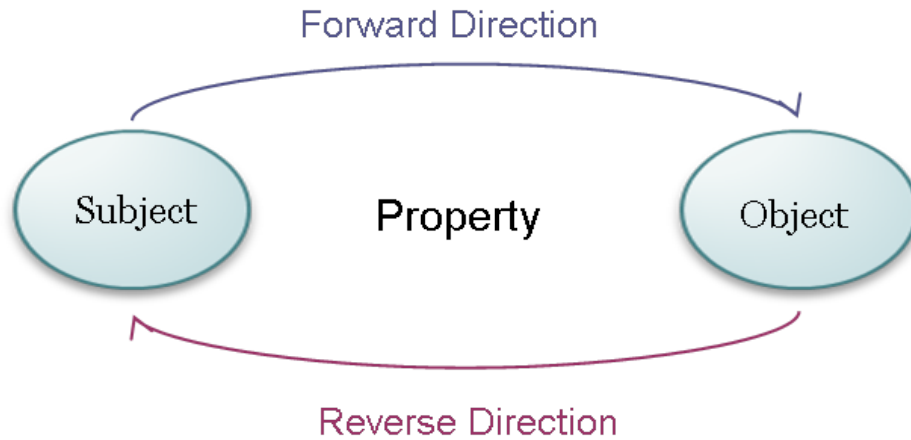 Forward Direction
Subject
Property
Object
Reverse Direction